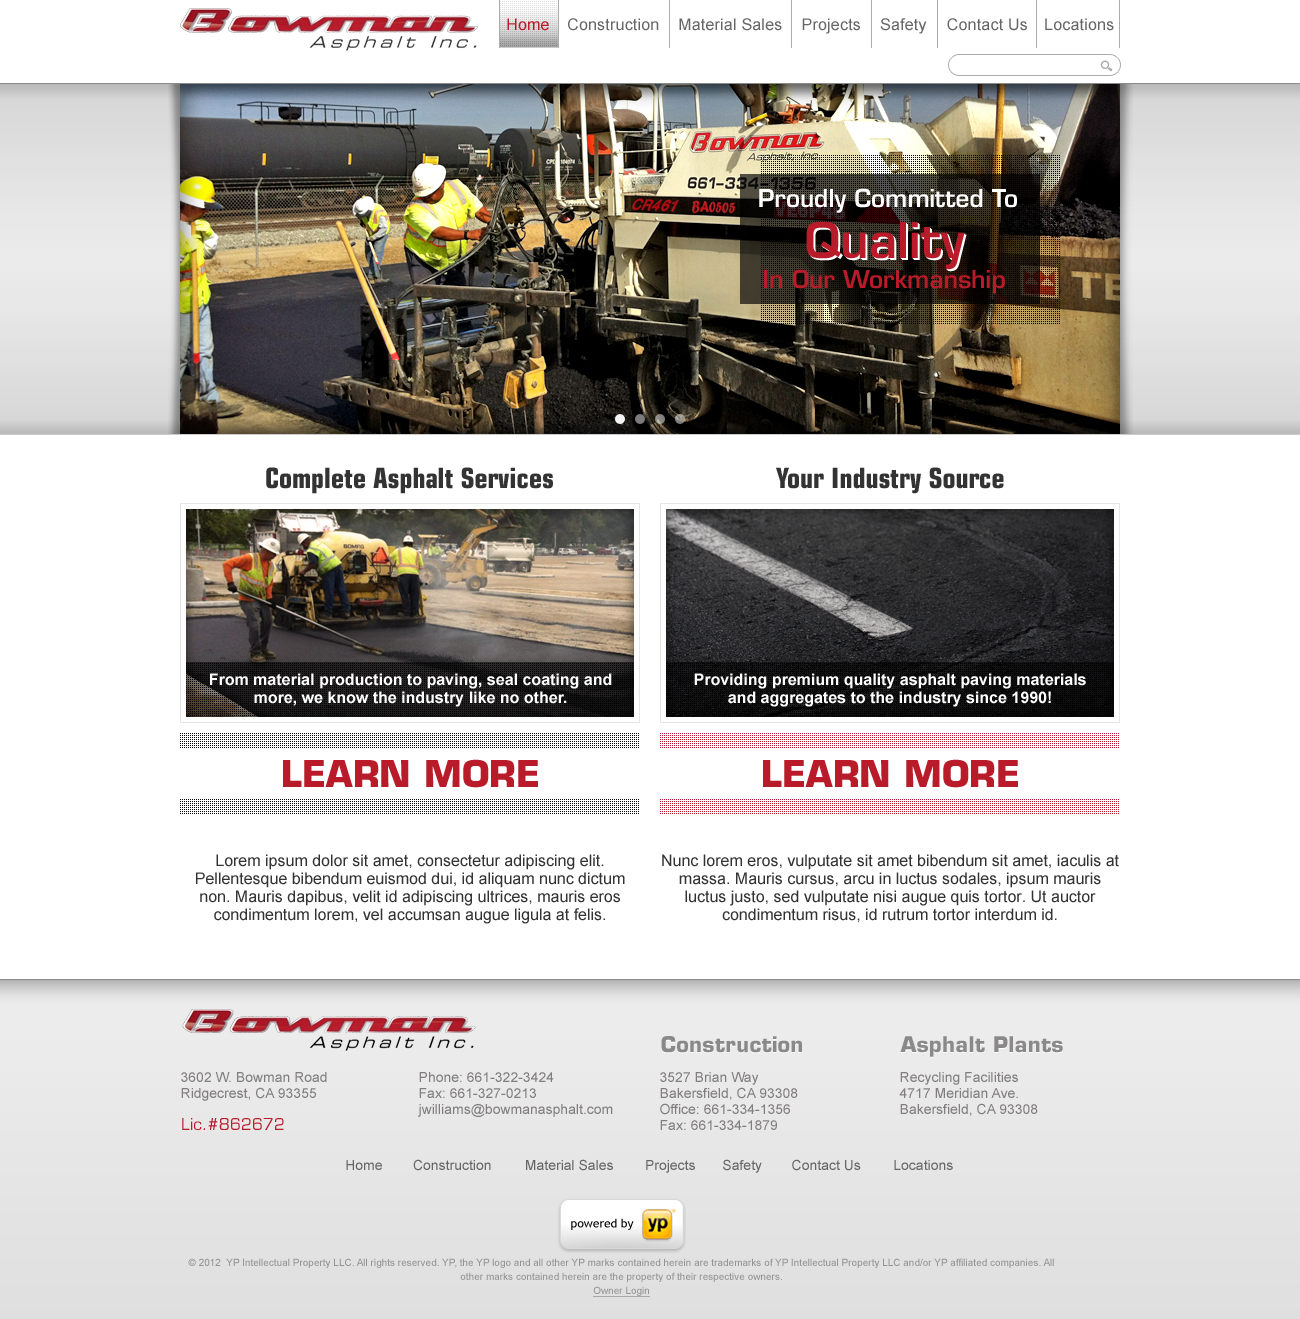 Bowman
Asphalt Inc.
Home Construction Material Sales Projects Safety Contact Us Locations
Bowman
Asphalt Inc.
661-334-1356
CR461 BA0505
Proudly Committed To
Quality
In Our Workmanship
TE
Complete Asphalt Services
Your Industry Source
BOMAG
From material production to paving, seal coating and
more, we know the industry like no other.
Providing premium quality asphalt paving materials
and aggregates to the industry since 1990!
LEARN MORE
LEARN MORE
Lorem ipsum dolor sit amet, consectetur adipiscing elit.
Pellentesque bibendum euismod dui, id aliquam nunc dictum
non. Mauris dapibus, velit id adipiscing ultrices, mauris eros
condimentum lorem, vel accumsan augue ligula at felis.
Nunc lorem eros, vulputate sit amet bibendum sit amet, iaculis at
massa. Mauris cursus, arcu in luctus sodales, ipsum mauris
luctus justo, sed vulputate nisi augue quis tortor. Ut auctor
condimentum risus, id rutrum tortor interdum id.
Bowman
Asphalt Inc.
3602 W. Bowman Road
Ridgecrest, CA 93355
Lic.#862672
Phone: 661-322-3424
Fax: 661-327-0213
jwilliams@bowmanasphalt.com
Construction
3527 Brian Way
Bakersfield, CA 93308
Office: 661-334-1356
Fax: 661-334-1879
Asphalt Plants
Recycling Facilities
4717 Meridian Ave.
Bakersfield, CA 93308
Home Construction Material Sales Projects Safety Contact Us Locations
powered by yp
© 2012 YP Intellectual Property LLC. All rights reserved. YP, the YP logo and all other YP marks contained herein are trademarks of YP Intellectual Property LLC and/or YP affiliated companies. All
other marks contained herein are the property of their respective owners.
Owner Login